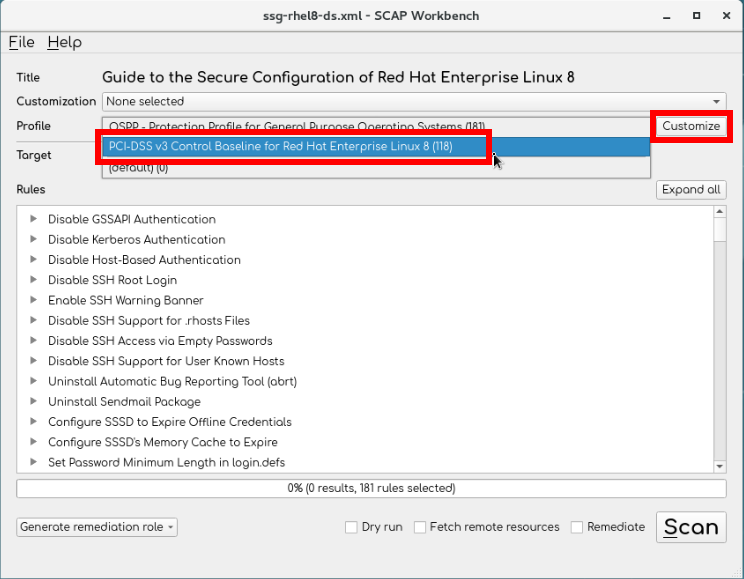 ssg-rhel8-ds.xml - SCAP Workbench
File Help
Title Guide to the Secure Configuration of Red Hat Enterprise Linux 8
Customization None selected
Profile OSPP - Protection Profile for General Purpose Operating Systems (181) Customize
PCI-DSS v3 Control Baseline for Red Hat Enterprise Linux 8 (118)
Target
(default) (0)
Rules Expand all
Disable GSSAPI Authentication
Disable Kerberos Authentication
Disable Host-Based Authentication
Disable SSH Root Login
Enable SSH Warning Banner
Disable SSH Support for .rhosts Files
Disable SSH Access via Empty Passwords
Disable SSH Support for User Known Hosts
Uninstall Automatic Bug Reporting Tool (abrt)
Uninstall Sendmail Package
Configure SSSD to Expire Offline Credentials
Configure SSSD's Memory Cache to Expire
Set Password Minimum Length in login.defs
0% (0 results, 181 rules selected)
Generate remediation role Dry run Fetch remote resources Remediate Scan